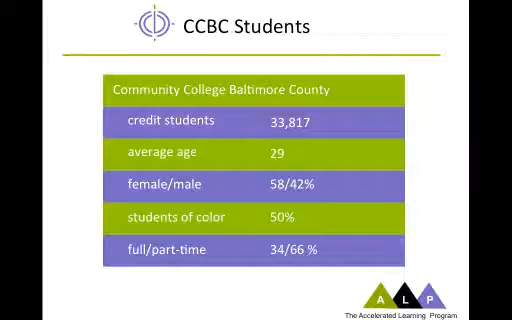 CCBC Students
Community College Baltimore County
credit students 33,817
average age 29
female/male 58/42%
students of color 50%
full/part-time 34/66 %
A L P
The Accelerated Learning Program